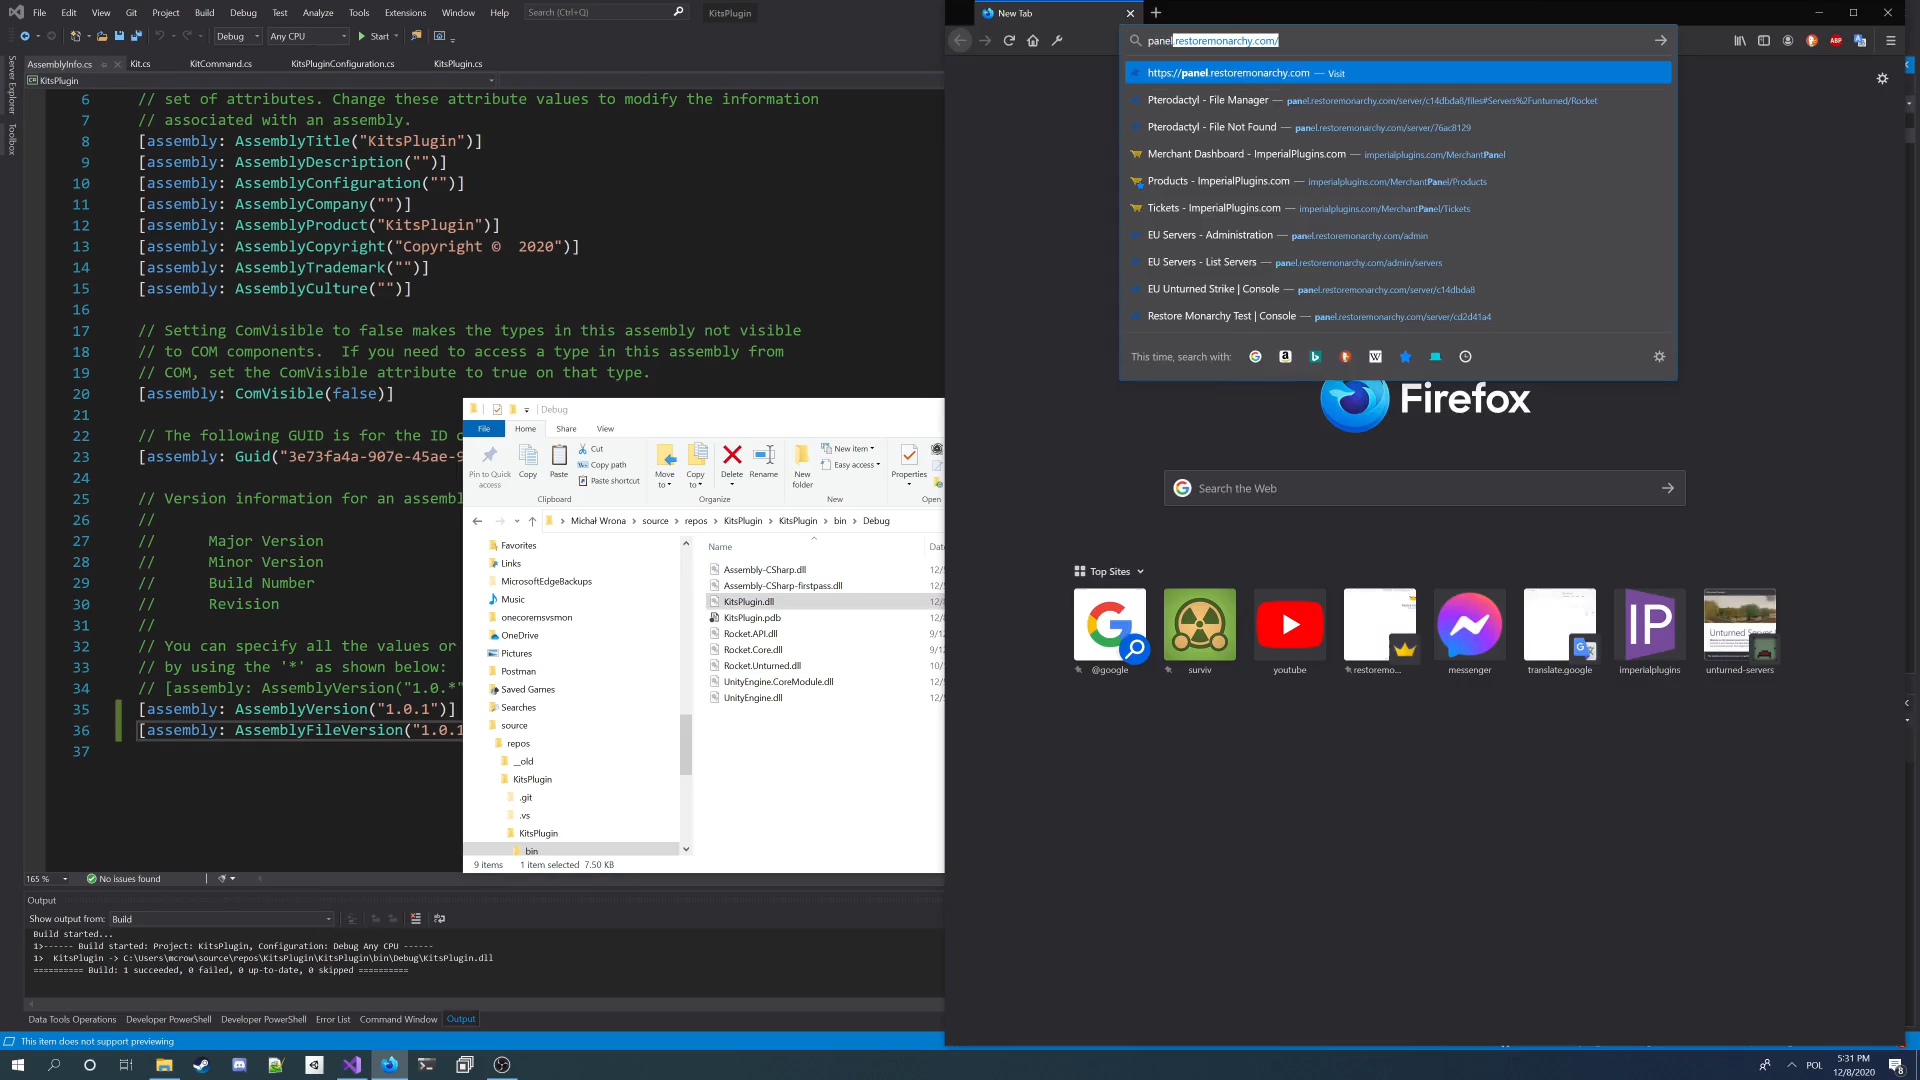 File Edit View Git Project Build Debug Test Analyze Tools Extensions Window Help Search (Ctrl+Q) KitsPlugin
Debug Any CPU Start
AssemblyInfo.cs Kit.cs KitCommand.cs KitsPluginConfiguration.cs KitsPlugin.cs
KitsPlugin
Server Explorer
Toolbox
6 // set of attributes. Change these attribute values to modify the information
7 // associated with an assembly.
8 [assembly: AssemblyTitle("KitsPlugin")]
9 [assembly: AssemblyDescription("")]
10 [assembly: AssemblyConfiguration("")]
11 [assembly: AssemblyCompany("")]
12 [assembly: AssemblyProduct("KitsPlugin")]
13 [assembly: AssemblyCopyright("Copyright ©  2020")]
14 [assembly: AssemblyTrademark("")]
15 [assembly: AssemblyCulture("")]
16
17 // Setting ComVisible to false makes the types in this assembly not visible
18 // to COM components.  If you need to access a type in this assembly from
19 // COM, set the ComVisible attribute to true on that type.
20 [assembly: ComVisible(false)]
21
22 // The following GUID is for the ID o
23 [assembly: Guid("3e73fa4a-907e-45ae-9
24
25 // Version information for an assembl
26 //
27 //      Major Version
28 //      Minor Version
29 //      Build Number
30 //      Revision
31 //
32 // You can specify all the values or
33 // by using the '*' as shown below:
34 // [assembly: AssemblyVersion("1.0.*"
35 [assembly: AssemblyVersion("1.0.1")]
36 [assembly: AssemblyFileVersion("1.0.1
37
165 % No issues found
Output
Show output from: Build
Build started...
1>------ Build started: Project: KitsPlugin, Configuration: Debug Any CPU ------
1>  KitsPlugin -> C:\Users\mcrow\source\repos\KitsPlugin\KitsPlugin\bin\Debug\KitsPlugin.dll
========== Build: 1 succeeded, 0 failed, 0 up-to-date, 0 skipped ==========
Data Tools Operations Developer PowerShell Developer PowerShell Error List Command Window Output
This item does not support previewing
Debug
File Home Share View
Pin to Quick access Copy Paste Cut Copy path Paste shortcut Move to Copy to Delete Rename New folder New item Easy access Properties
Clipboard Organize New Open
Michał Wrona source repos KitsPlugin KitsPlugin bin Debug
Favorites
Links
MicrosoftEdgeBackups
Music
onecoremsvsmon
OneDrive
Pictures
Postman
Saved Games
Searches
source
repos
__old
KitsPlugin
.git
.vs
KitsPlugin
bin
Name Dat
Assembly-CSharp.dll 12/
Assembly-CSharp-firstpass.dll 12/
KitsPlugin.dll 12/
KitsPlugin.pdb 12/
Rocket.API.dll 9/
Rocket.Core.dll 9/
Rocket.Unturned.dll 10/
UnityEngine.CoreModule.dll 12/
UnityEngine.dll 12/
9 items 1 item selected 7.50 KB
New Tab
panel.restoremonarchy.com/
https://panel.restoremonarchy.com — Visit
Pterodactyl - File Manager — panel.restoremonarchy.com/server/c14dbda8/files#Servers%2Funturned/Rocket
Pterodactyl - File Not Found — panel.restoremonarchy.com/server/76ac8129
Merchant Dashboard - ImperialPlugins.com — imperialplugins.com/MerchantPanel
Products - ImperialPlugins.com — imperialplugins.com/MerchantPanel/Products
Tickets - ImperialPlugins.com — imperialplugins.com/MerchantPanel/Tickets
EU Servers - Administration — panel.restoremonarchy.com/admin
EU Servers - List Servers — panel.restoremonarchy.com/admin/servers
EU Unturned Strike | Console — panel.restoremonarchy.com/server/c14dbda8
Restore Monarchy Test | Console — panel.restoremonarchy.com/server/cd2d41a4
This time, search with:
Firefox
Search the Web
Top Sites
@google surviv youtube restoremo... messenger translate.google imperialplugins unturned-servers
POL 5:31 PM
12/8/2020